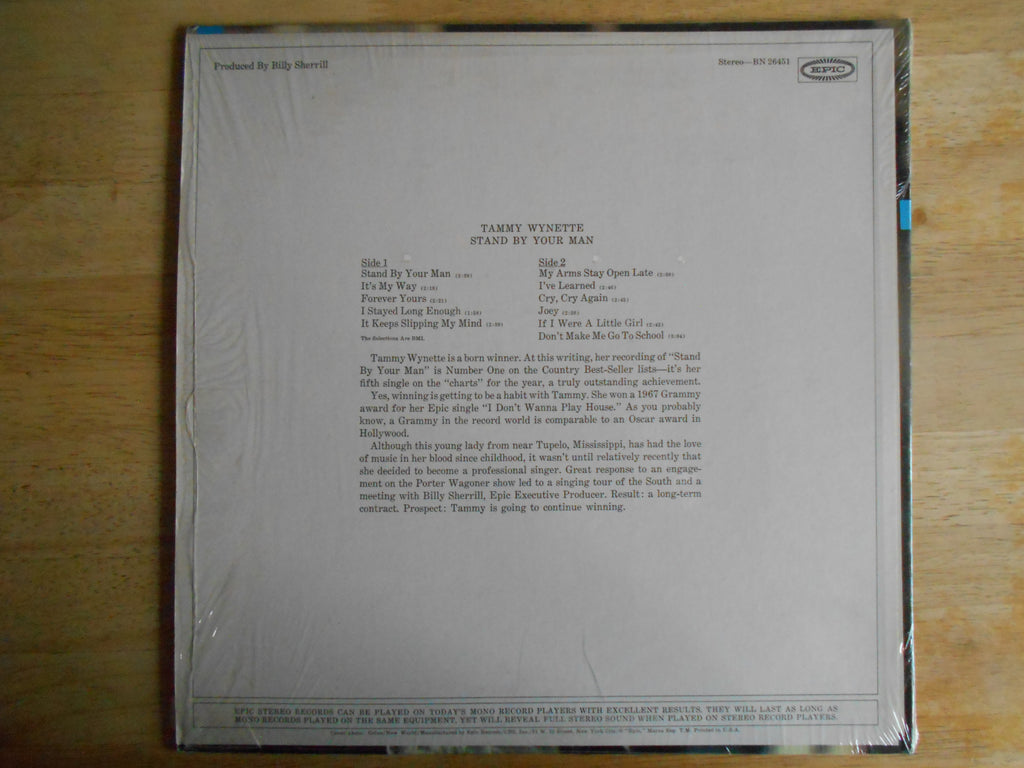 Produced By Billy Sherrill
Stereo—BN 26451
EPIC
TAMMY WYNETTE
STAND BY YOUR MAN
Side 1
Stand By Your Man
It's My Way
Forever Yours
I Stayed Long Enough
It Keeps Slipping My Mind
The Selections Are BMI.
Side 2
My Arms Stay Open Late
I've Learned
Cry, Cry Again
Joey
If I Were A Little Girl
Don't Make Me Go To School
Tammy Wynette is a born winner. At this writing, her recording of "Stand
By Your Man" is Number One on the Country Best-Seller lists—it's her
fifth single on the "charts" for the year, a truly outstanding achievement.
Yes, winning is getting to be a habit with Tammy. She won a 1967 Grammy
award for her Epic single "I Don't Wanna Play House." As you probably
know, a Grammy in the record world is comparable to an Oscar award in
Hollywood.
Although this young lady from near Tupelo, Mississippi, has had the love
of music in her blood since childhood, it wasn't until relatively recently that
she decided to become a professional singer. Great response to an engage-
ment on the Porter Wagoner show led to a singing tour of the South and a
meeting with Billy Sherrill, Epic Executive Producer. Result: a long-term
contract. Prospect: Tammy is going to continue winning.
EPIC STEREO RECORDS CAN BE PLAYED ON TODAY'S MONO RECORD PLAYERS WITH EXCELLENT RESULTS. THEY WILL LAST AS LONG AS
MONO RECORDS PLAYED ON THE SAME EQUIPMENT, YET WILL REVEAL FULL STEREO SOUND WHEN PLAYED ON STEREO RECORD PLAYERS.